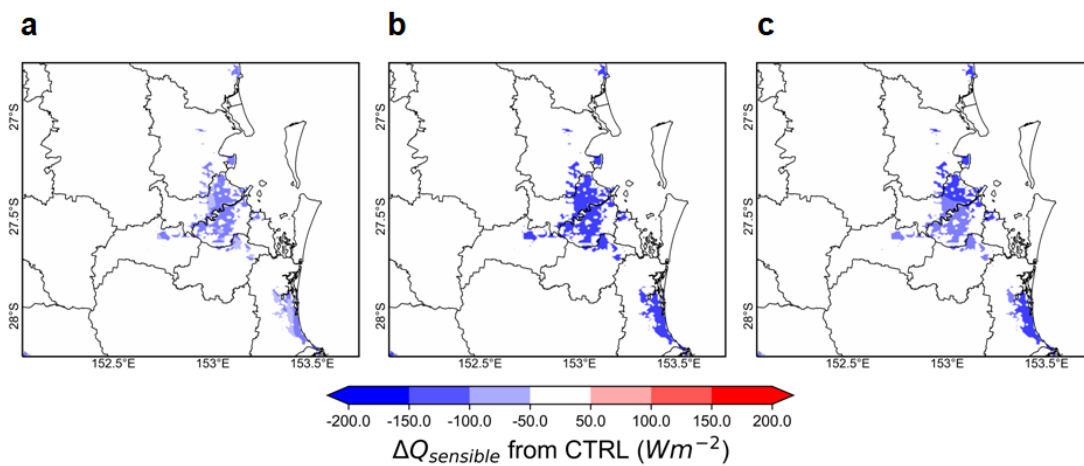 a b c
27°S 27°S 27°S
27.5°S 27.5°S 27.5°S
28°S 28°S 28°S
152.5°E 153°E 153.5°E 152.5°E 153°E 153.5°E 152.5°E 153°E 153.5°E
-200.0 -150.0 -100.0 -50.0 50.0 100.0 150.0 200.0
ΔQsensible from CTRL (Wm−2)